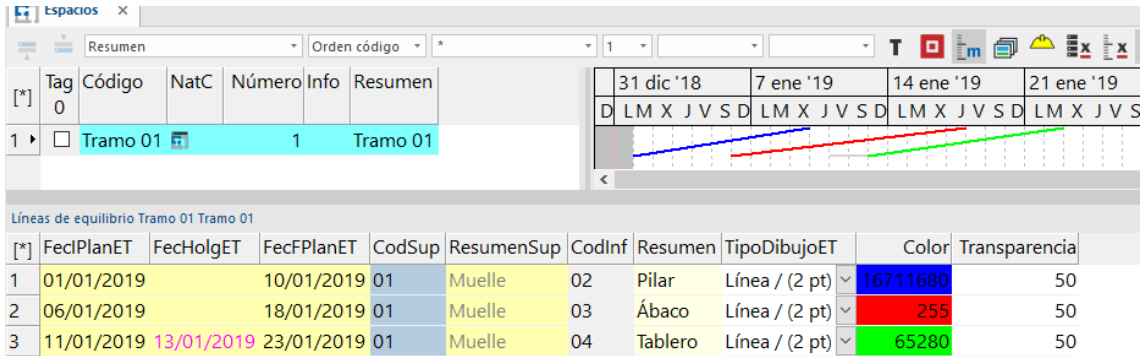 Espacios ×
Resumen Orden código * 1 T m x x
[*] Tag 0 Código NatC Número Info Resumen
31 dic '18 7 ene '19 14 ene '19 21 ene '19
D L M X J V S D L M X J V S D L M X J V S D L M X J V S
1 Tramo 01 1 Tramo 01
Líneas de equilibrio Tramo 01 Tramo 01
[*] FecIPlanET FecHolgET FecFPlanET CodSup ResumenSup CodInf Resumen TipoDibujoET Color Transparencia
1 01/01/2019 10/01/2019 01 Muelle 02 Pilar Línea / (2 pt) 16711680 50
2 06/01/2019 18/01/2019 01 Muelle 03 Ábaco Línea / (2 pt) 255 50
3 11/01/2019 13/01/2019 23/01/2019 01 Muelle 04 Tablero Línea / (2 pt) 65280 50